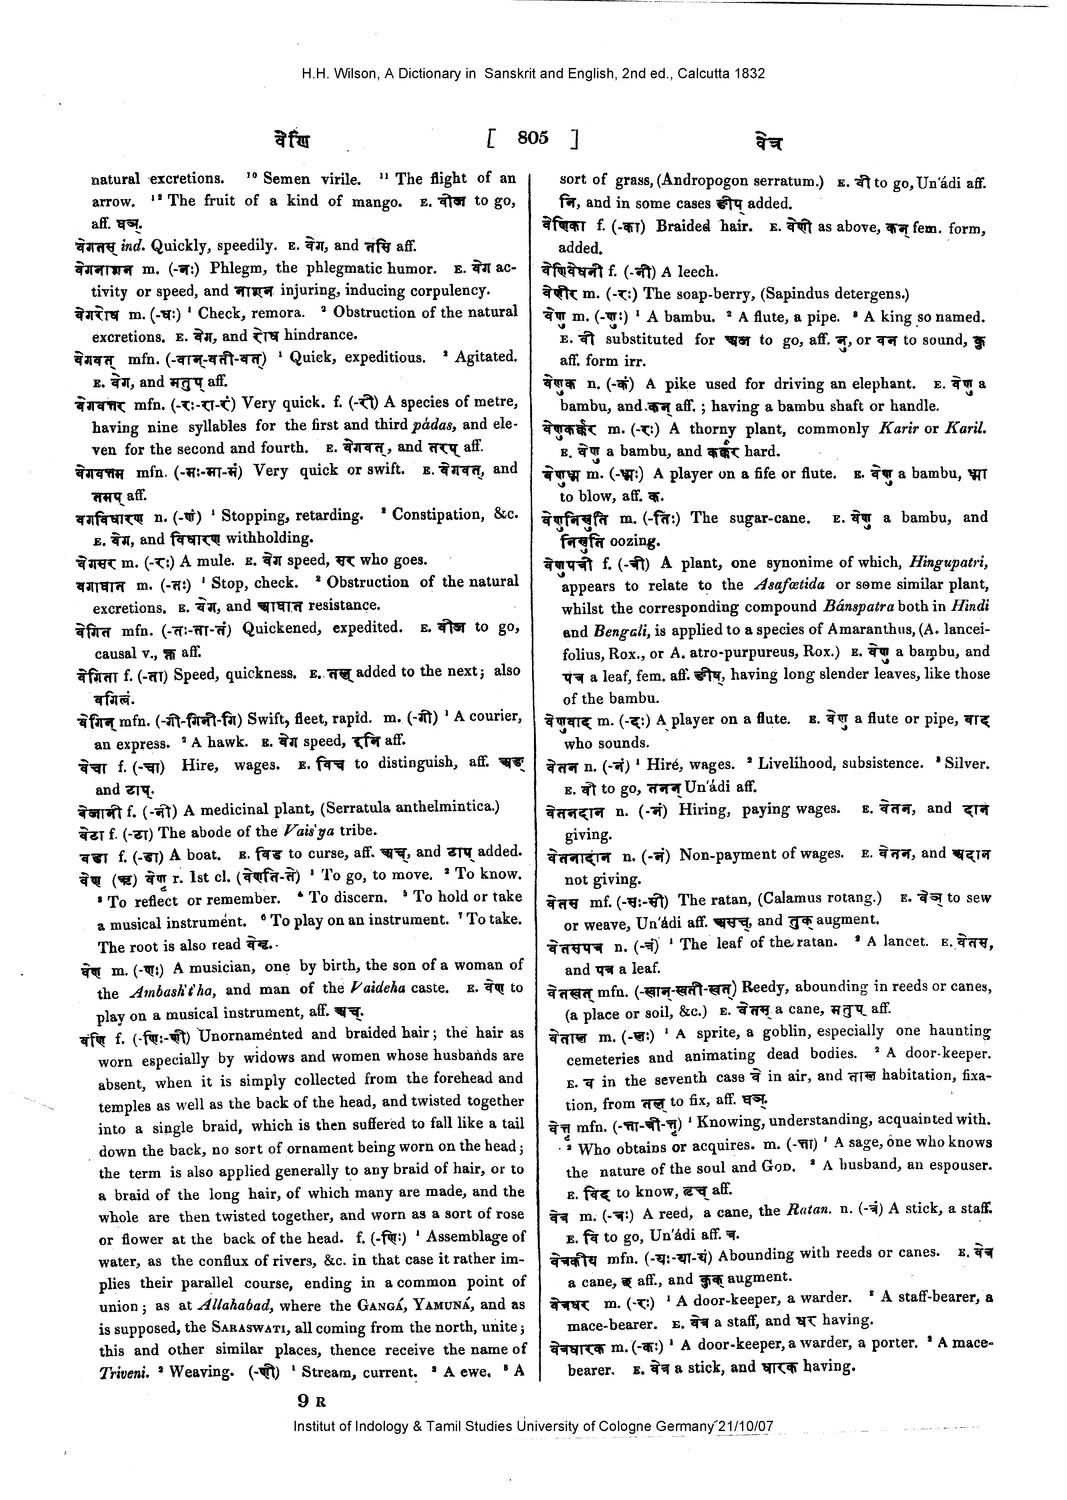 H.H. Wilson, A Dictionary in Sanskrit and English, 2nd ed., Calcutta 1832
वेणि [ 805 ] वेत्र
natural excretions. ¹⁰ Semen virile. ¹¹ The flight of an
arrow. ¹² The fruit of a kind of mango. E. वीज to go,
aff. घञ्.
वेगतस् ind. Quickly, speedily. E. वेग, and तसि aff.
वेगनाशन m. (-नः) Phlegm, the phlegmatic humor. E. वेग ac-
tivity or speed, and नाशन injuring, inducing corpulency.
वेगरोध m. (-धः) ¹ Check, remora. ² Obstruction of the natural
excretions. E. वेग, and रोध hindrance.
वेगवत् mfn. (-वान्-वती-वत्) ¹ Quick, expeditious. ² Agitated.
E. वेग, and मतुप् aff.
वेगवत्तर mfn. (-रः-रा-रं) Very quick. f. (-री) A species of metre,
having nine syllables for the first and third pádas, and ele-
ven for the second and fourth. E. वेगवत्, and तरप् aff.
वेगवत्तम mfn. (-मः-मा-मं) Very quick or swift. E. वेगवत्, and
तमप् aff.
वेगविधारण n. (-णं) ¹ Stopping, retarding. ² Constipation, &c.
E. वेग, and विधारण withholding.
वेगसर m. (-रः) A mule. E. वेग speed, सर who goes.
वेगाघात m. (-तः) ¹ Stop, check. ² Obstruction of the natural
excretions. E. वेग, and आघात resistance.
वेगित mfn. (-तः-ता-तं) Quickened, expedited. E. वीज to go,
causal v., क्त aff.
वेगिता f. (-ता) Speed, quickness. E. तल् added to the next; also
वेगित्वं.
वेगिन् mfn. (-गी-गिनी-गि) Swift, fleet, rapid. m. (-गी) ¹ A courier,
an express. ² A hawk. E. वेग speed, इनि aff.
वेचा f. (-चा) Hire, wages. E. विच to distinguish, aff. अङ्
and टाप्.
वेजानी f. (-नी) A medicinal plant, (Serratula anthelmintica.)
वेटा f. (-टा) The abode of the Vais'ya tribe.
वेडा f. (-डा) A boat. E. विड to curse, aff. अच्, and टाप् added.
वेण (ऋ) वेणृ r. 1st cl. (वेणति-ते) ¹ To go, to move. ² To know.
³ To reflect or remember. ⁴ To discern. ⁵ To hold or take
a musical instrument. ⁶ To play on an instrument. ⁷ To take.
The root is also read वेन.
वेण m. (-णः) A musician, one by birth, the son of a woman of
the Ambasht'ha, and man of the Vaideha caste. E. वेण to
play on a musical instrument, aff. अच्.
वेणि f. (-णिः-णी) Unornamented and braided hair; the hair as
worn especially by widows and women whose husbands are
absent, when it is simply collected from the forehead and
temples as well as the back of the head, and twisted together
into a single braid, which is then suffered to fall like a tail
down the back, no sort of ornament being worn on the head;
the term is also applied generally to any braid of hair, or to
a braid of the long hair, of which many are made, and the
whole are then twisted together, and worn as a sort of rose
or flower at the back of the head. f. (-णिः) ¹ Assemblage of
water, as the conflux of rivers, &c. in that case it rather im-
plies their parallel course, ending in a common point of
union; as at Allahabad, where the GANGÁ, YAMUNÁ, and as
is supposed, the SARASWATI, all coming from the north, unite;
this and other similar places, thence receive the name of
Triveni. ² Weaving. (-णी) ¹ Stream, current. ² A ewe. ³ A
sort of grass, (Andropogon serratum.) E. वी to go, Un'ádi aff.
नि, and in some cases ङीप् added.
वेणिका f. (-का) Braided hair. E. वेणी as above, कन् fem. form,
added.
वेणिवेधनी f. (-नी) A leech.
वेणीर m. (-रः) The soap-berry, (Sapindus detergens.)
वेणु m. (-णुः) ¹ A bambu. ² A flute, a pipe. ³ A king so named.
E. वी substituted for अज to go, aff. नु, or वन to sound, कु
aff. form irr.
वेणुक n. (-कं) A pike used for driving an elephant. E. वेणु a
bambu, and कन् aff.; having a bambu shaft or handle.
वेणुकर्कर m. (-रः) A thorny plant, commonly Karir or Karil.
E. वेणु a bambu, and कर्कर hard.
वेणुध्म m. (-ध्मः) A player on a fife or flute. E. वेणु a bambu, ध्मा
to blow, aff. क.
वेणुनिस्रुति m. (-तिः) The sugar-cane. E. वेणु a bambu, and
निस्रुति oozing.
वेणुपत्री f. (-त्री) A plant, one synonime of which, Hingupatri,
appears to relate to the Asafœtida or some similar plant,
whilst the corresponding compound Bánspatra both in Hindi
and Bengali, is applied to a species of Amaranthus, (A. lancei-
folius, Rox., or A. atro-purpureus, Rox.) E. वेणु a bambu, and
पत्र a leaf, fem. aff. ङीष्, having long slender leaves, like those
of the bambu.
वेणुवाद m. (-दः) A player on a flute. E. वेणु a flute or pipe, वाद
who sounds.
वेतन n. (-नं) ¹ Hire, wages. ² Livelihood, subsistence. ³ Silver.
E. वी to go, तनन् Un'ádi aff.
वेतनदान n. (-नं) Hiring, paying wages. E. वेतन, and दान
giving.
वेतनादान n. (-नं) Non-payment of wages. E. वेतन, and अदान
not giving.
वेतस mf. (-सः-सी) The ratan, (Calamus rotang.) E. वेञ् to sew
or weave, Un'ádi aff. असच्, and तुक् augment.
वेतसपत्र n. (-त्रं) ¹ The leaf of the ratan. ² A lancet. E. वेतस,
and पत्र a leaf.
वेतस्वत् mfn. (-स्वान्-स्वती-स्वत्) Reedy, abounding in reeds or canes,
(a place or soil, &c.) E. वेतस् a cane, मतुप् aff.
वेताल m. (-लः) ¹ A sprite, a goblin, especially one haunting
cemeteries and animating dead bodies. ² A door-keeper.
E. व in the seventh case वे in air, and ताल habitation, fixa-
tion, from तल् to fix, aff. घञ्.
वेत्तृ mfn. (-त्ता-त्त्री-त्तृ) ¹ Knowing, understanding, acquainted with.
² Who obtains or acquires. m. (-त्ता) ¹ A sage, one who knows
the nature of the soul and GOD. ² A husband, an espouser.
E. विद् to know, तृच् aff.
वेत्र m. (-त्रः) A reed, a cane, the Ratan. n. (-त्रं) A stick, a staff.
E. वि to go, Un'ádi aff. त्र.
वेत्रकीय mfn. (-यः-या-यं) Abounding with reeds or canes. E. वेत्र
a cane, छ aff., and कुक् augment.
वेत्रधर m. (-रः) ¹ A door-keeper, a warder. ² A staff-bearer, a
mace-bearer. E. वेत्र a staff, and धर having.
वेत्रधारक m. (-कः) ¹ A door-keeper, a warder, a porter. ² A mace-
bearer. E. वेत्र a stick, and धारक having.
9 R
Institut of Indology & Tamil Studies University of Cologne Germany 21/10/07